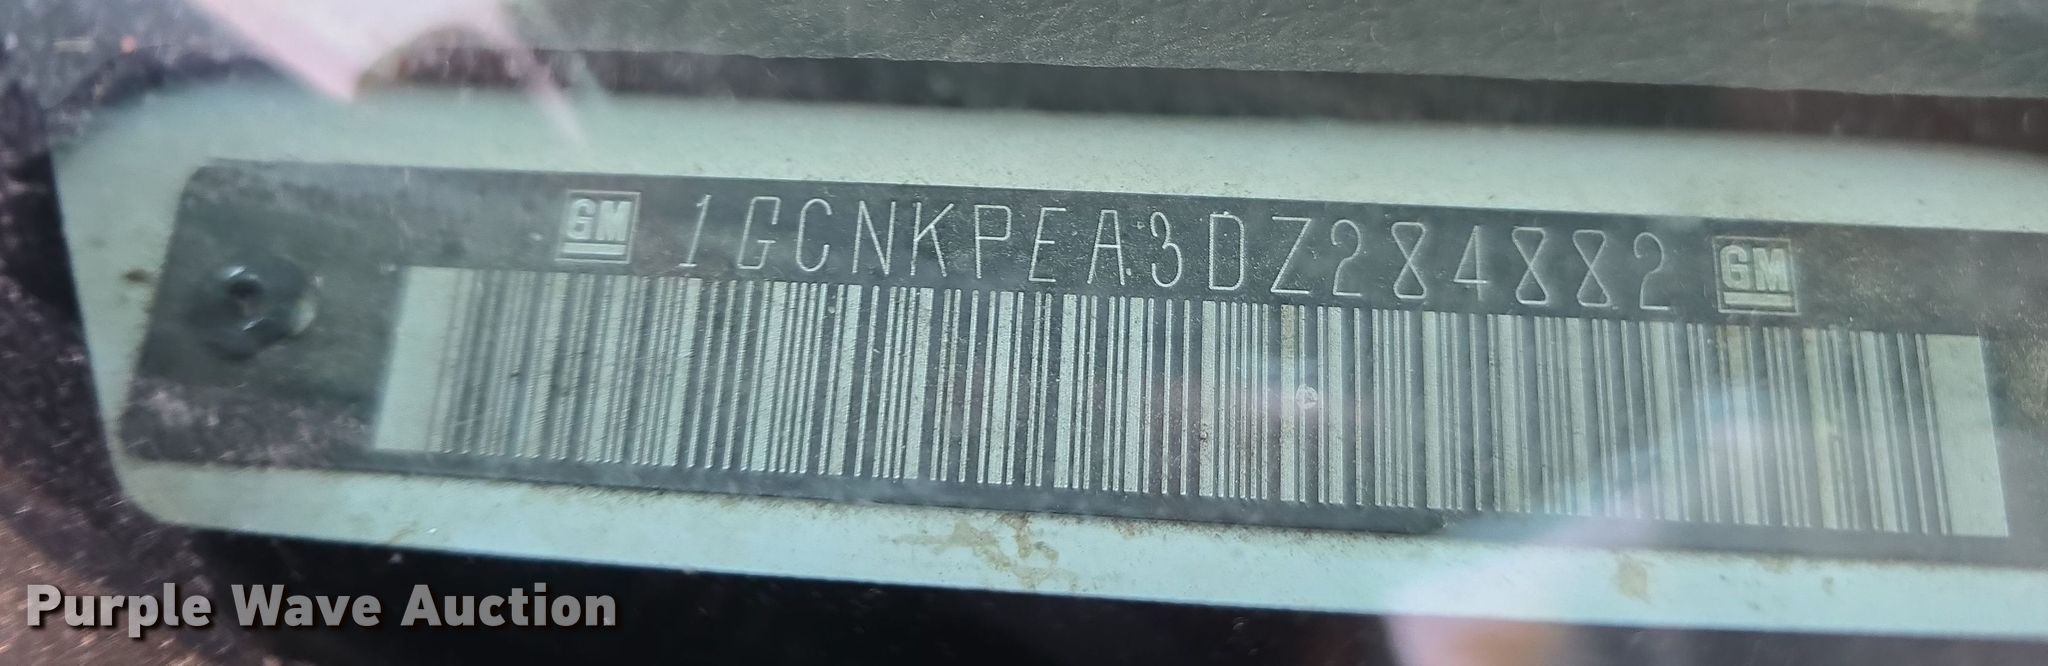 GM 1GCNKPEA3DZ284882 GM
Purple Wave Auction